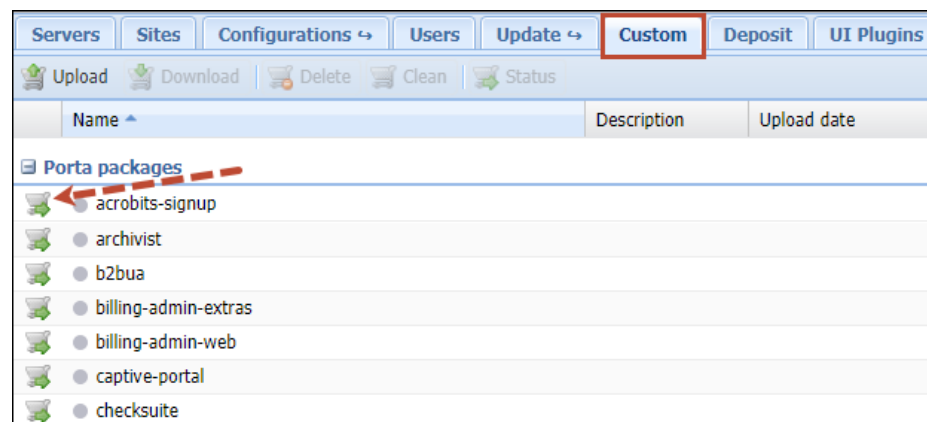 Servers Sites Configurations ↪ Users Update ↪ Custom Deposit UI Plugins
Upload Download Delete Clean Status
Name Description Upload date
Porta packages
acrobits-signup
archivist
b2bua
billing-admin-extras
billing-admin-web
captive-portal
checksuite